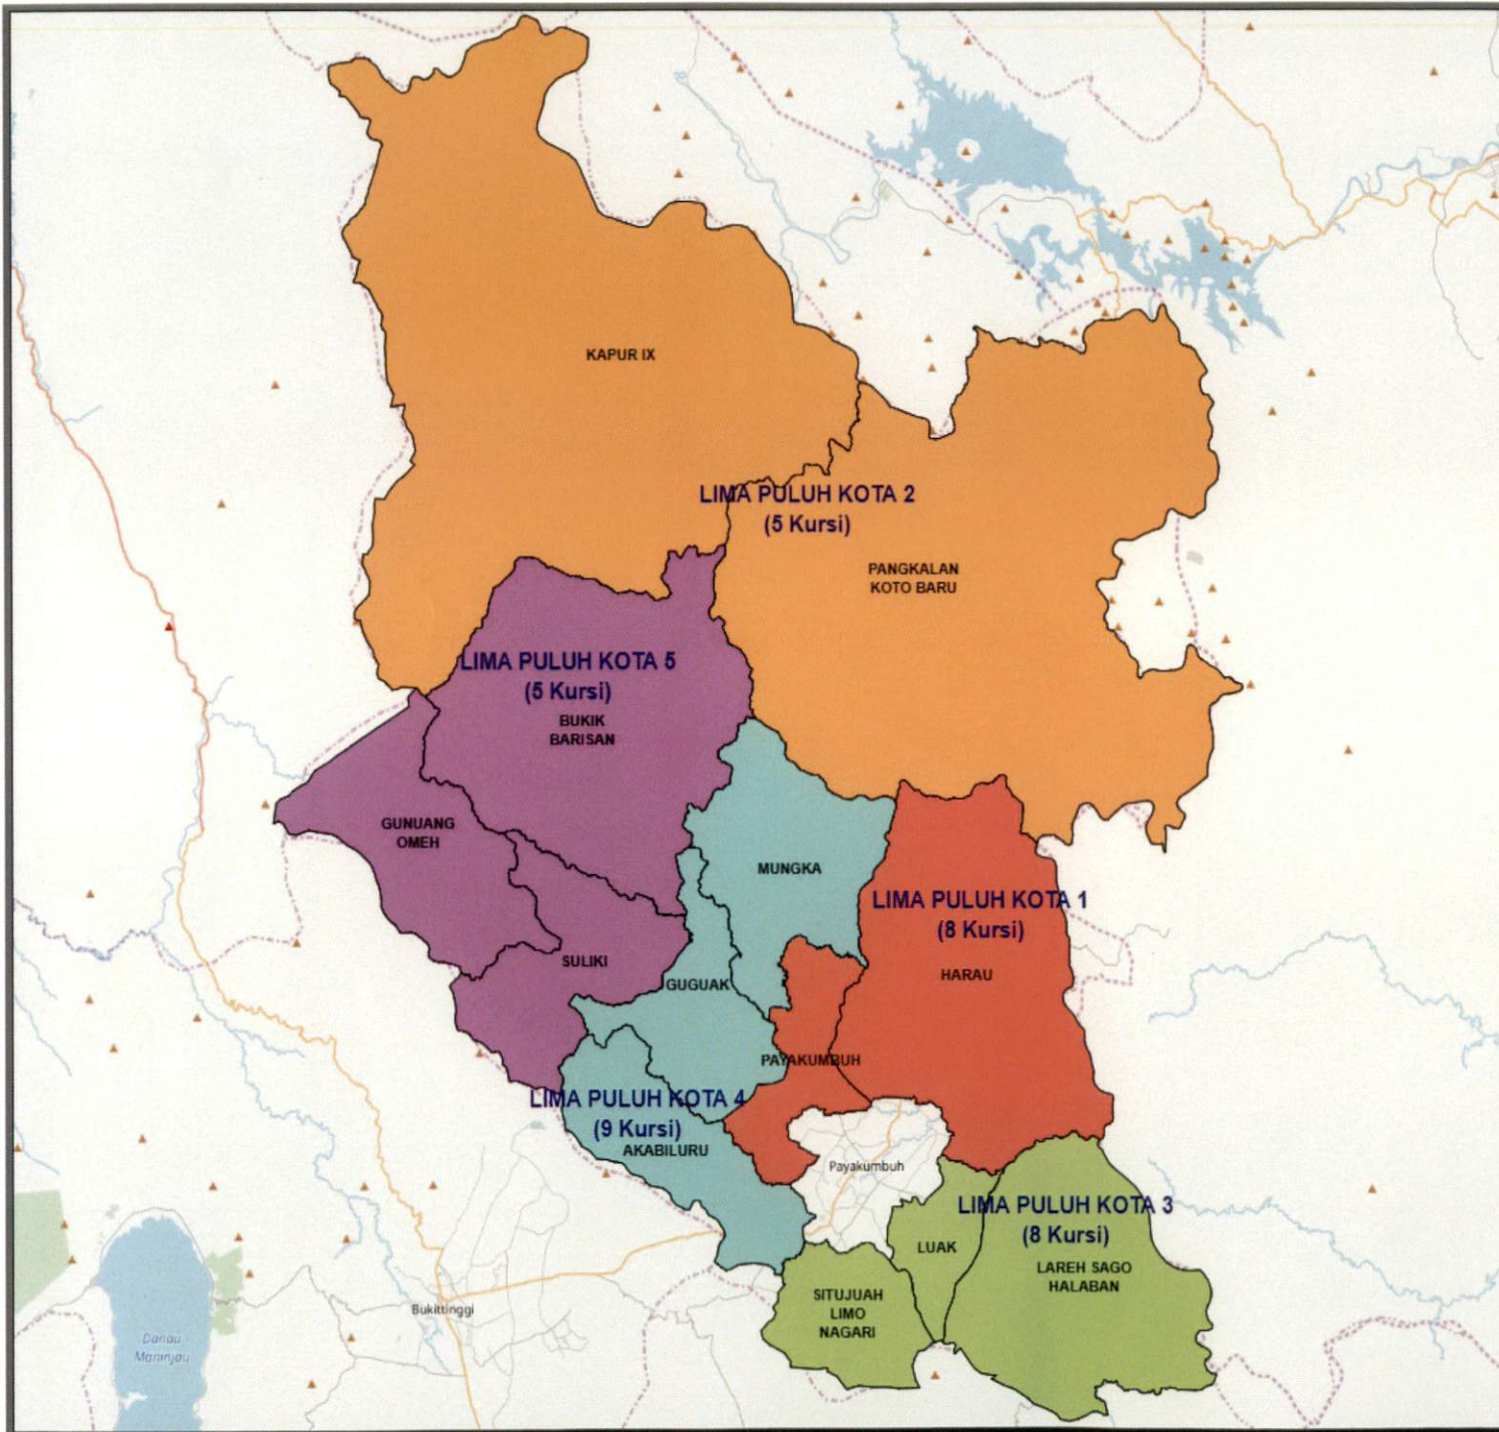 KAPUR IX
LIMA PULUH KOTA 2
(5 Kursi)
PANGKALAN
KOTO BARU
LIMA PULUH KOTA 5
(5 Kursi)
BUKIK
BARISAN
GUNUANG
OMEH
MUNGKA
LIMA PULUH KOTA 1
(8 Kursi)
HARAU
SULIKI
GUGUAK
PAYAKUMBUH
LIMA PULUH KOTA 4
(9 Kursi)
AKABILURU
Payakumbuh
LIMA PULUH KOTA 3
(8 Kursi)
LUAK
LAREH SAGO
HALABAN
SITUJUAH
LIMO
NAGARI
Bukittinggi
Danau
Maninjau